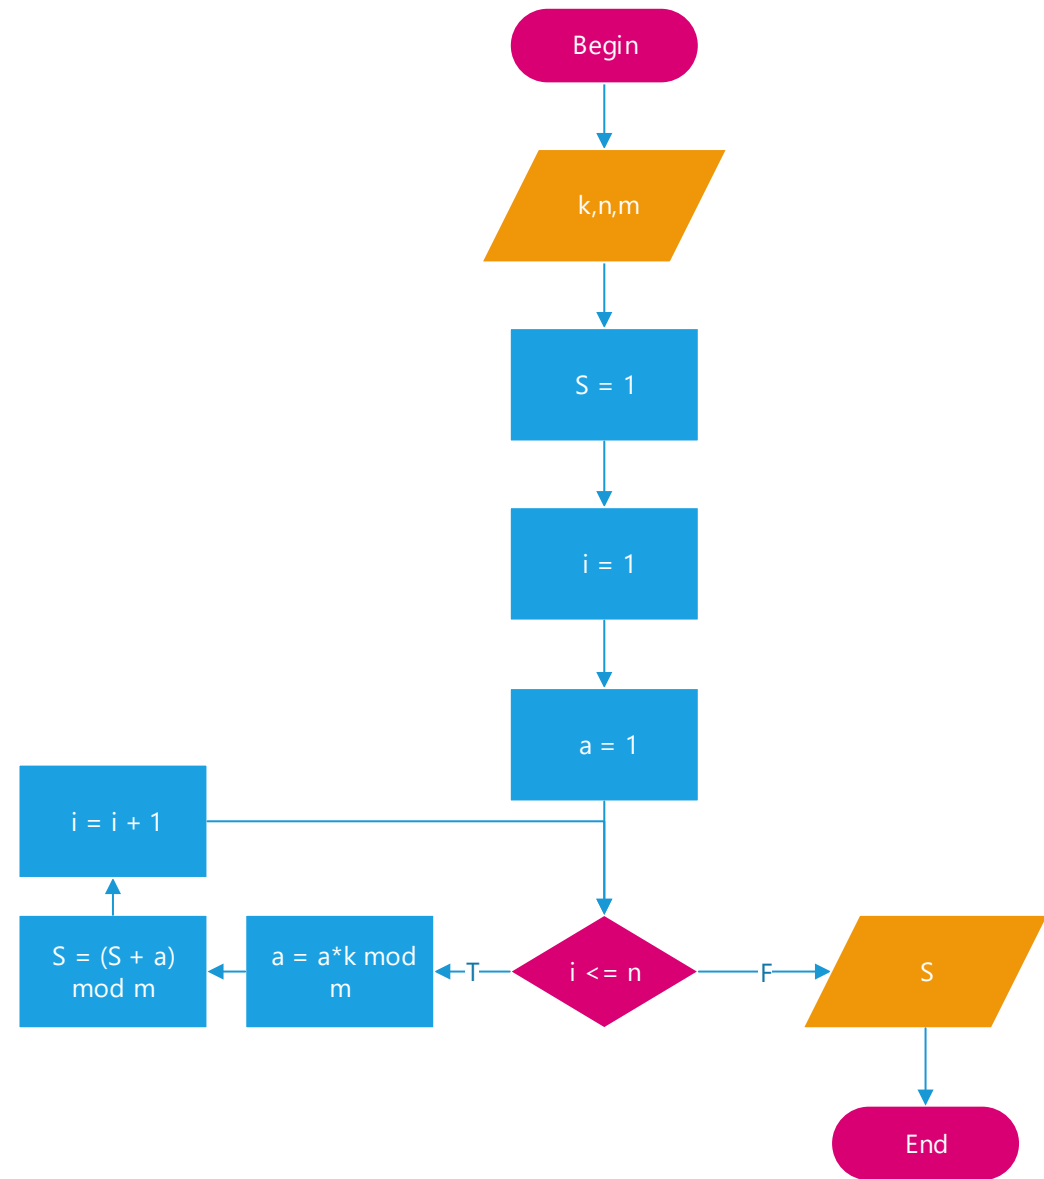 Begin
k,n,m
S = 1
i = 1
a = 1
i = i + 1
S = (S + a)
mod m
a = a*k mod
m
T
i <= n
F
S
End